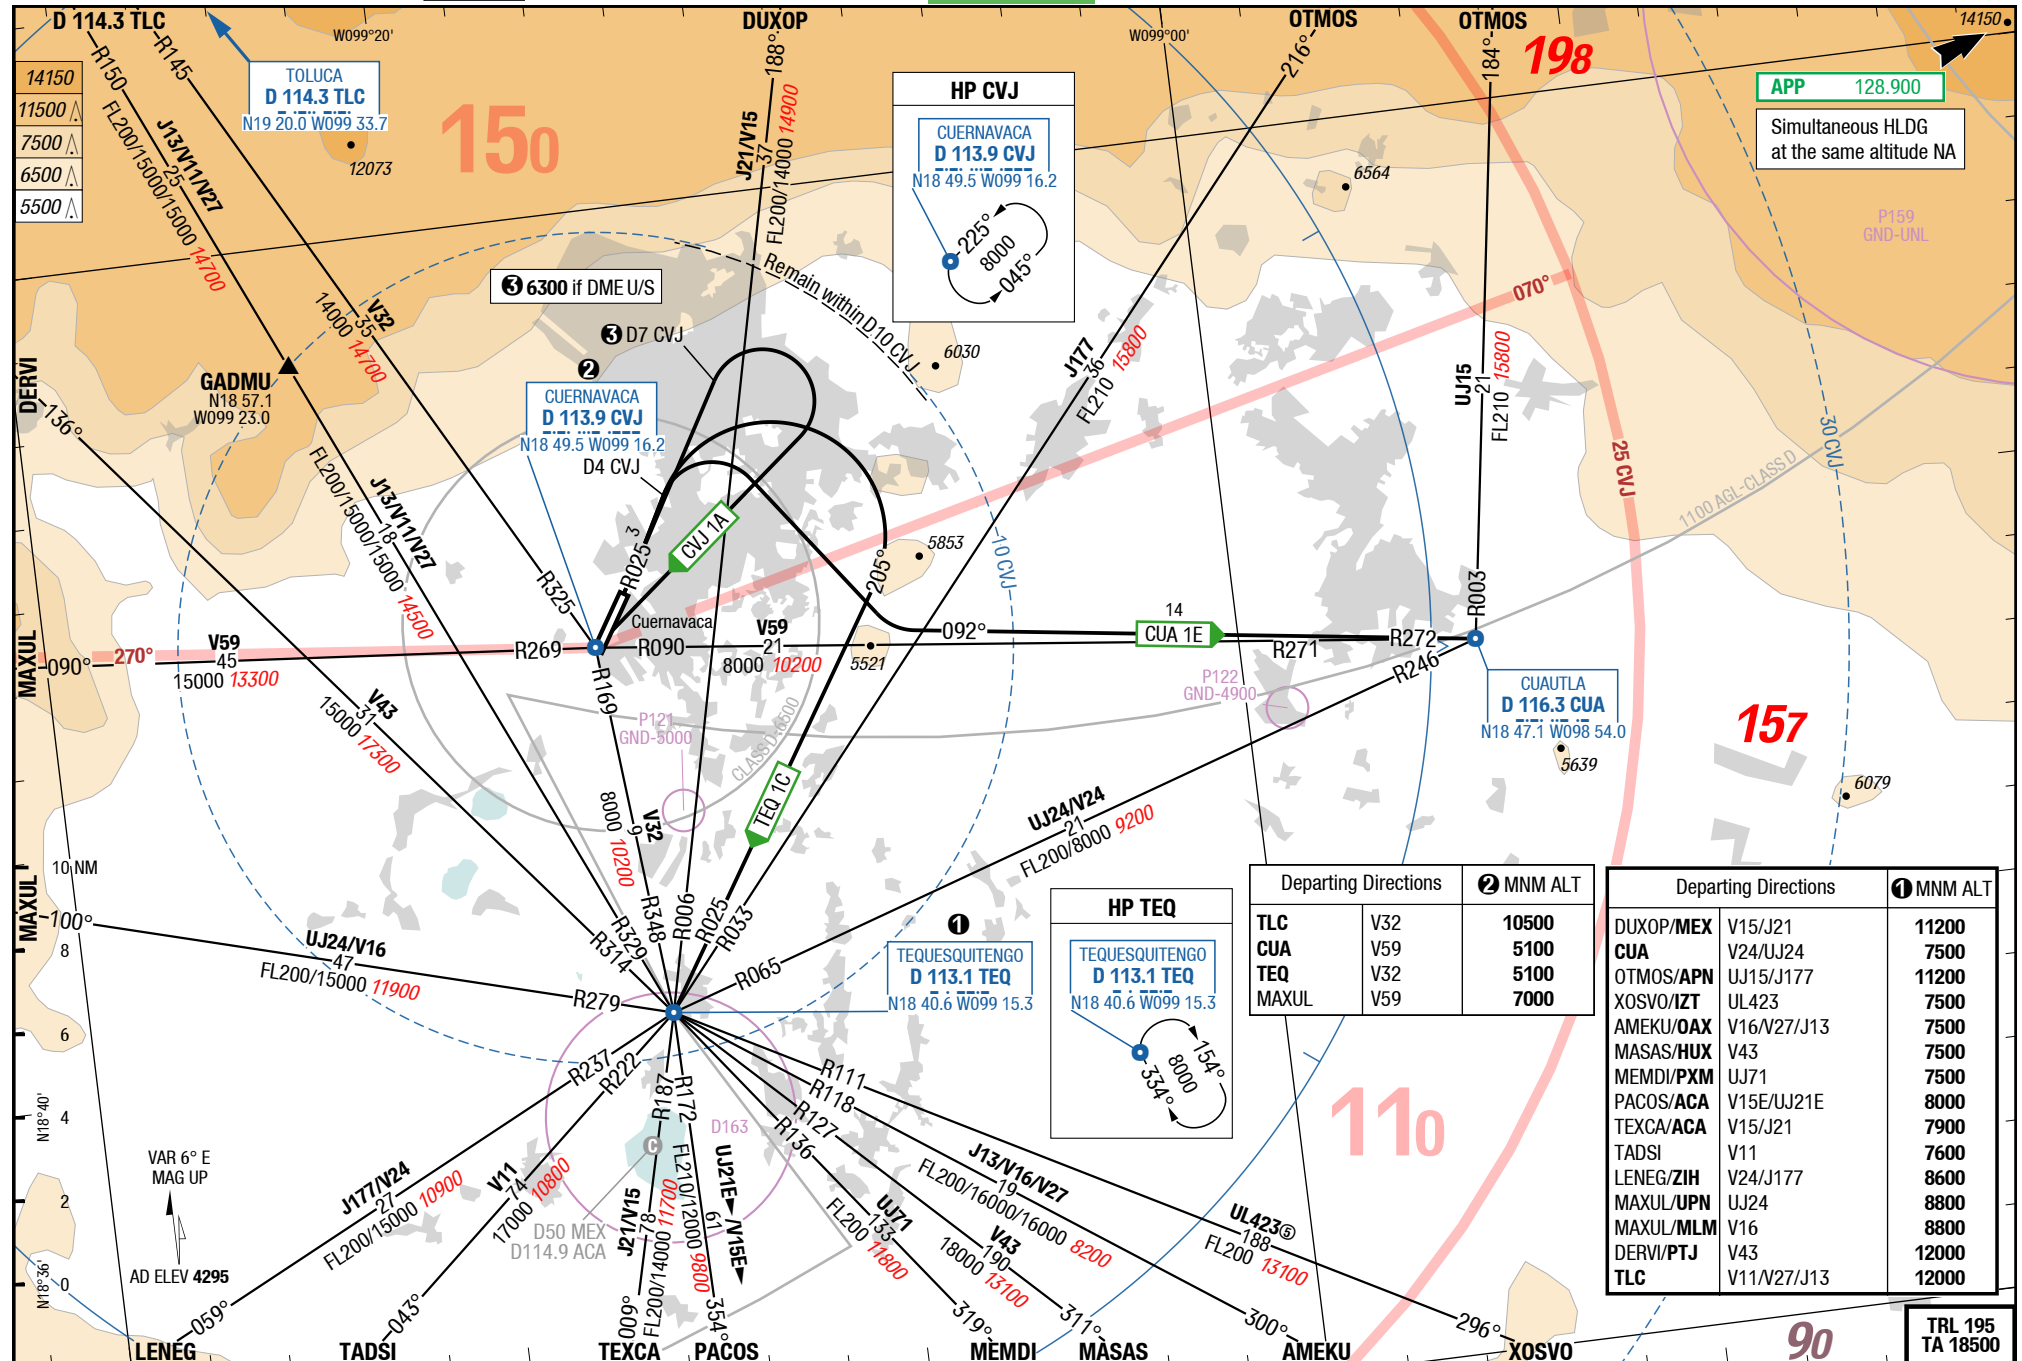 D 114.3 TLC
DUXOP
OTMOS
OTMOS
14150
W099°20'
W099°00'
R150
R145
188°
216°
184°
198
14150
11500
7500
6500
5500
TOLUCA
D 114.3 TLC
N19 20.0 W099 33.7
12073
150
J13/V11/V27
25
FL200/15000/15000 14700
J21/V15
37
FL200/14000 14900
HP CVJ
CUERNAVACA
D 113.9 CVJ
N18 49.5 W099 16.2
225°
8000
045°
6564
APP 128.900
Simultaneous HLDG
at the same altitude NA
P159
GND-UNL
❸ 6300 if DME U/S
Remain within D10 CVJ
070°
V32
35
14000 14700
❸ D7 CVJ
6030
J177
36
FL210 15800
UJ15
21
FL210 15800
DERVI
136°
GADMU
N18 57.1
W099 23.0
❷
CUERNAVACA
D 113.9 CVJ
N18 49.5 W099 16.2
D4 CVJ
25 CVJ
30 CVJ
1100 AGL-CLASS D
J13/V11/V27
18
FL200/15000/15000 14500
3
R025
CVJ 1A
5853
10 CVJ
205°
R325
R003
Cuernavaca
MAXUL
090°
270°
V59
45
15000 13300
R269
R090
V59
21
8000 10200
5521
092°
14
CUA 1E
R271
R272
R246
R169
P121
GND-5000
CLASS D-6500
P122
GND-4900
CUAUTLA
D 116.3 CUA
N18 47.1 W098 54.0
157
5639
6079
V43
31
15000 17300
V32
9
8000 10200
TEQ 1C
UJ24/V24
21
FL200/8000 9200
10 NM
8
6
4
2
0
MAXUL
100°
UJ24/V16
47
FL200/15000 11900
R279
R314
R329
R348
R006
R025
R033
R065
❶
TEQUESQUITENGO
D 113.1 TEQ
N18 40.6 W099 15.3
HP TEQ
TEQUESQUITENGO
D 113.1 TEQ
N18 40.6 W099 15.3
154°
8000
334°
Departing Directions ❷ MNM ALT
TLC V32 10500
CUA V59 5100
TEQ V32 5100
MAXUL V59 7000
Departing Directions ❶ MNM ALT
DUXOP/MEX V15/J21 11200
CUA V24/UJ24 7500
OTMOS/APN UJ15/J177 11200
XOSVO/IZT UL423 7500
AMEKU/OAX V16/V27/J13 7500
MASAS/HUX V43 7500
MEMDI/PXM UJ71 7500
PACOS/ACA V15E/UJ21E 8000
TEXCA/ACA V15/J21 7900
TADSI V11 7600
LENEG/ZIH V24/J177 8600
MAXUL/UPN UJ24 8800
MAXUL/MLM V16 8800
DERVI/PTJ V43 12000
TLC V11/V27/J13 12000
110
R237
R222
R187
R172
R136
R127
R118
R111
D163
C
D50 MEX
D114.9 ACA
N18°40'
N18°36'
VAR 6° E
MAG UP
AD ELEV 4295
J177/V24
27
FL200/15000 10900
V11
74
17000 10800
J21/V15
78
FL200/14000 11700
UJ21E /V15E
61
FL210/12000 9800
UJ71
133
FL200 11800
V43
190
18000 13100
J13/V16/V27
19
FL200/16000/16000 8200
UL423⑤
188
FL200 13100
059°
043°
009°
354°
319°
311°
300°
296°
LENEG
TADSI
TEXCA
PACOS
MEMDI
MASAS
AMEKU
XOSVO
90
TRL 195
TA 18500